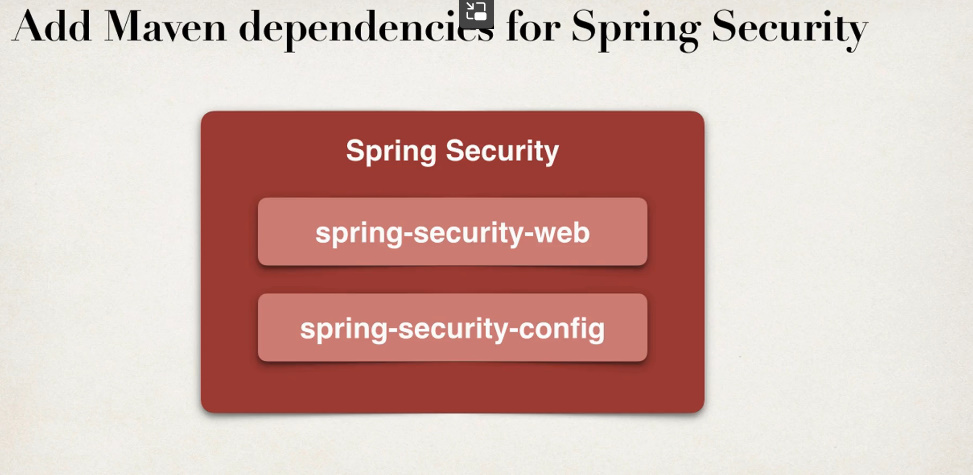 Add Maven dependencies for Spring Security
Spring Security
spring-security-web
spring-security-config